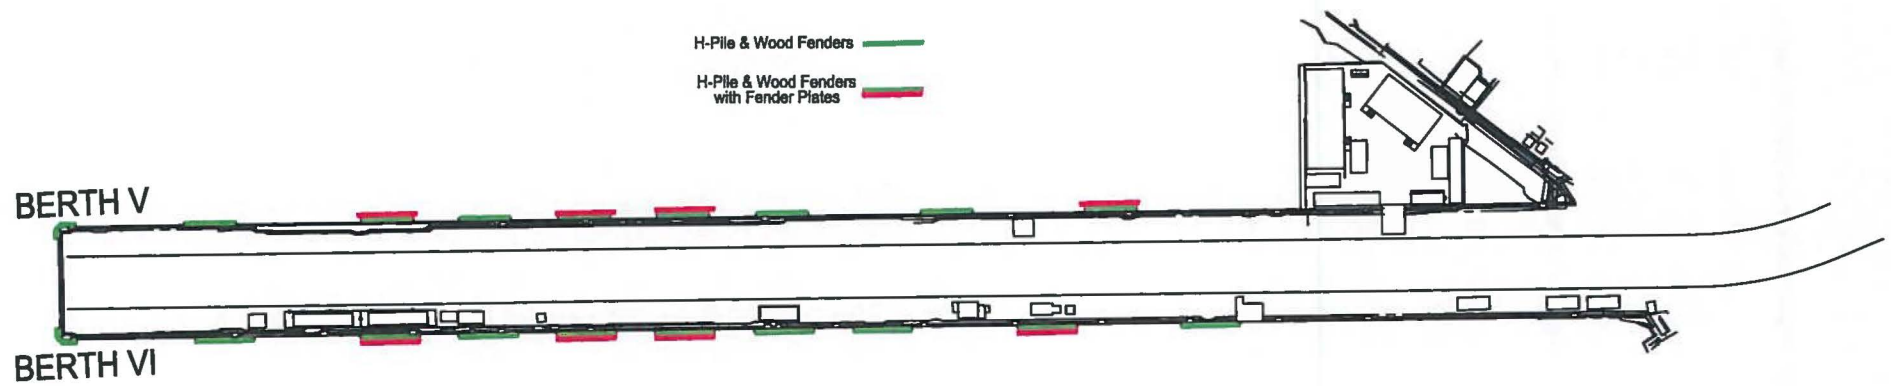 H-Pile & Wood Fenders
H-Pile & Wood Fenders
with Fender Plates
BERTH V
BERTH VI